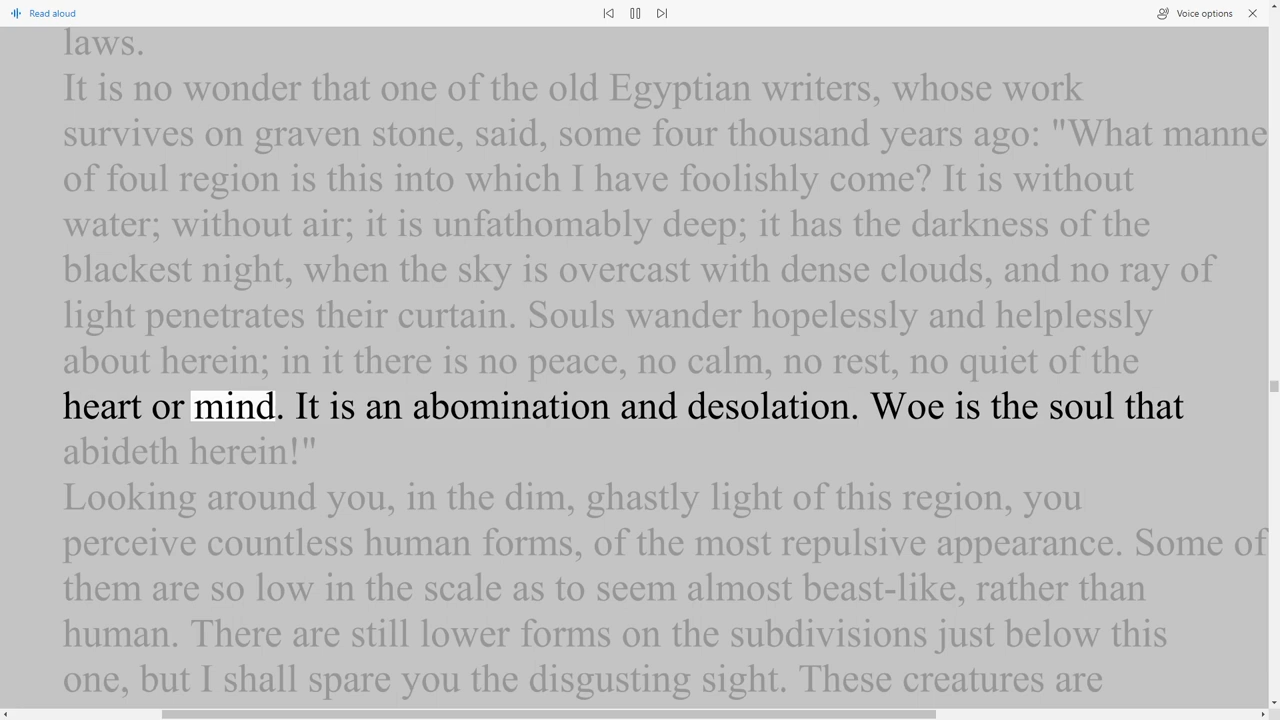 Read aloud
Voice options
laws.
It is no wonder that one of the old Egyptian writers, whose work
survives on graven stone, said, some four thousand years ago: "What manne
of foul region is this into which I have foolishly come? It is without
water; without air; it is unfathomably deep; it has the darkness of the
blackest night, when the sky is overcast with dense clouds, and no ray of
light penetrates their curtain. Souls wander hopelessly and helplessly
about herein; in it there is no peace, no calm, no rest, no quiet of the
heart or mind. It is an abomination and desolation. Woe is the soul that
abideth herein!"
Looking around you, in the dim, ghastly light of this region, you
perceive countless human forms, of the most repulsive appearance. Some of
them are so low in the scale as to seem almost beast-like, rather than
human. There are still lower forms on the subdivisions just below this
one, but I shall spare you the disgusting sight. These creatures are